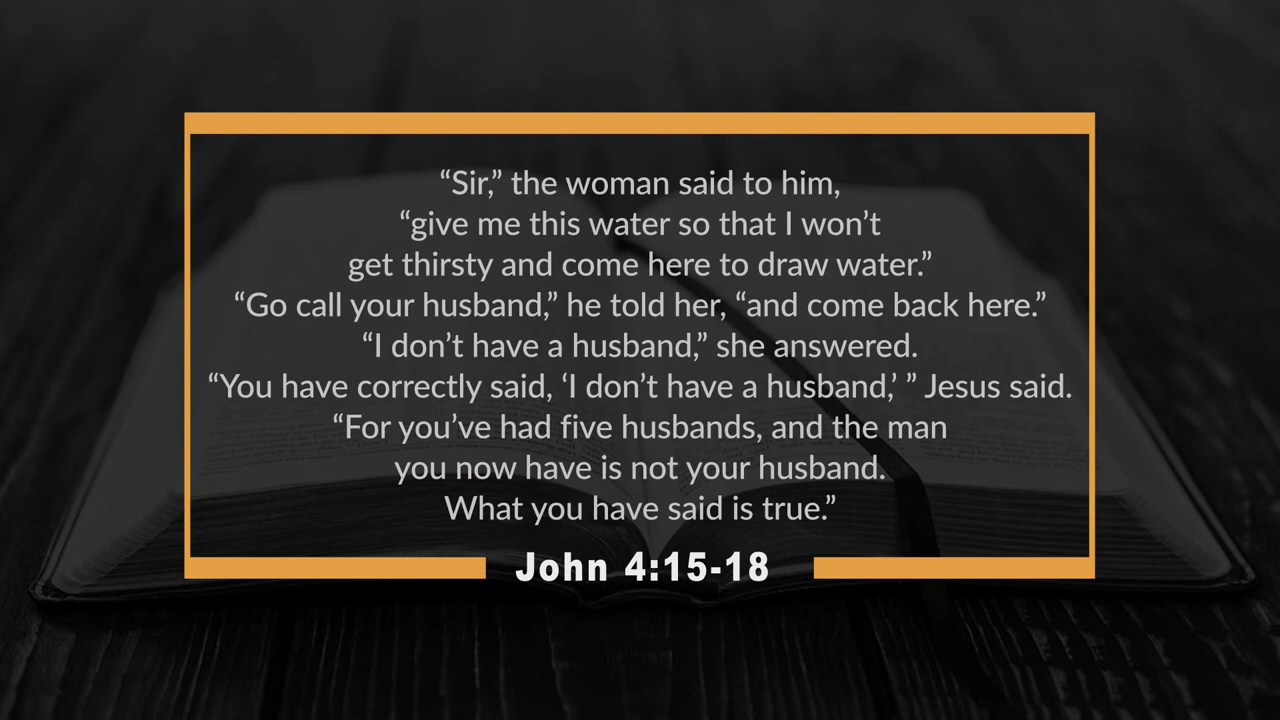 “Sir,” the woman said to him,
“give me this water so that I won’t
get thirsty and come here to draw water.”
“Go call your husband,” he told her, “and come back here.”
“I don’t have a husband,” she answered.
“You have correctly said, ‘I don’t have a husband,’ ” Jesus said.
“For you’ve had five husbands, and the man
you now have is not your husband.
What you have said is true.”
John 4:15-18